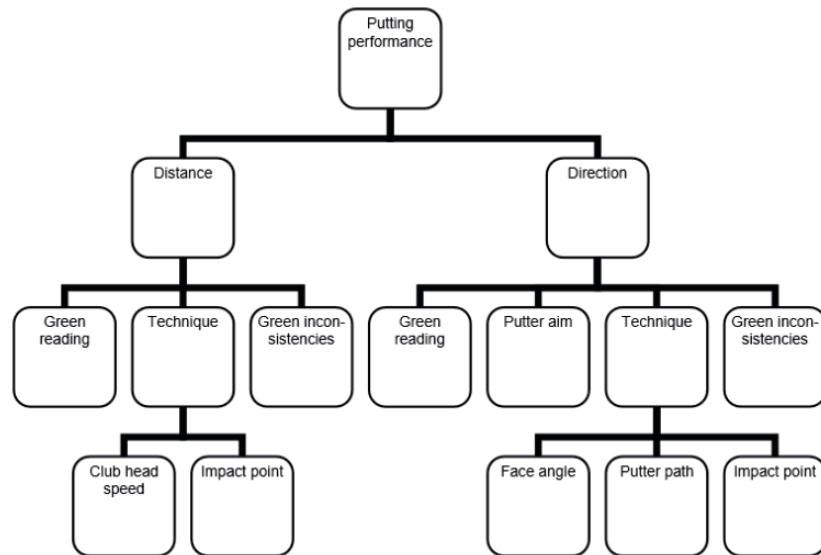 Putting
performance
Distance
Direction
Green
reading
Technique
Green incon-
sistencies
Green
reading
Putter aim
Technique
Green incon-
sistencies
Club head
speed
Impact point
Face angle
Putter path
Impact point